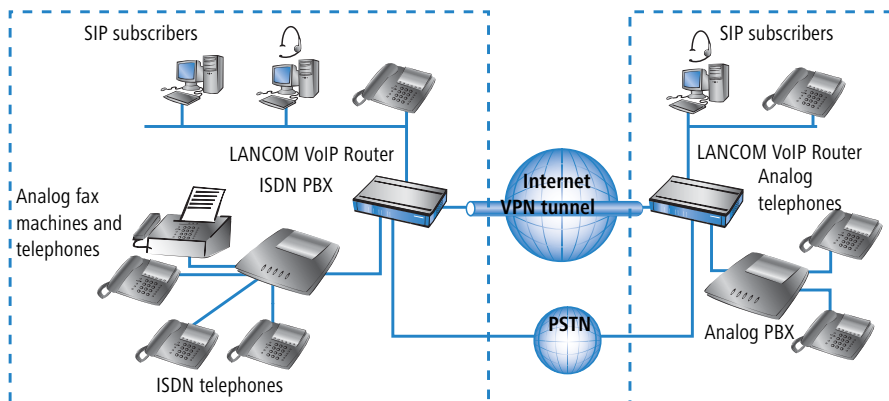 SIP subscribers
LANCOM VoIP Router
ISDN PBX
Analog fax
machines and
telephones
ISDN telephones
Internet
VPN tunnel
PSTN
SIP subscribers
LANCOM VoIP Router
Analog
telephones
Analog PBX